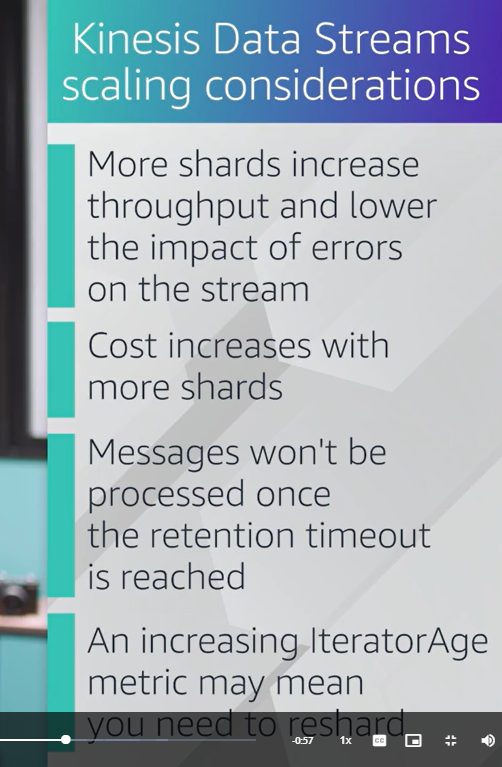 Kinesis Data Streams
scaling considerations
More shards increase
throughput and lower
the impact of errors
on the stream
Cost increases with
more shards
Messages won't be
processed once
the retention timeout
is reached
An increasing IteratorAge
metric may mean
you need to reshard
-0:57 1x CC